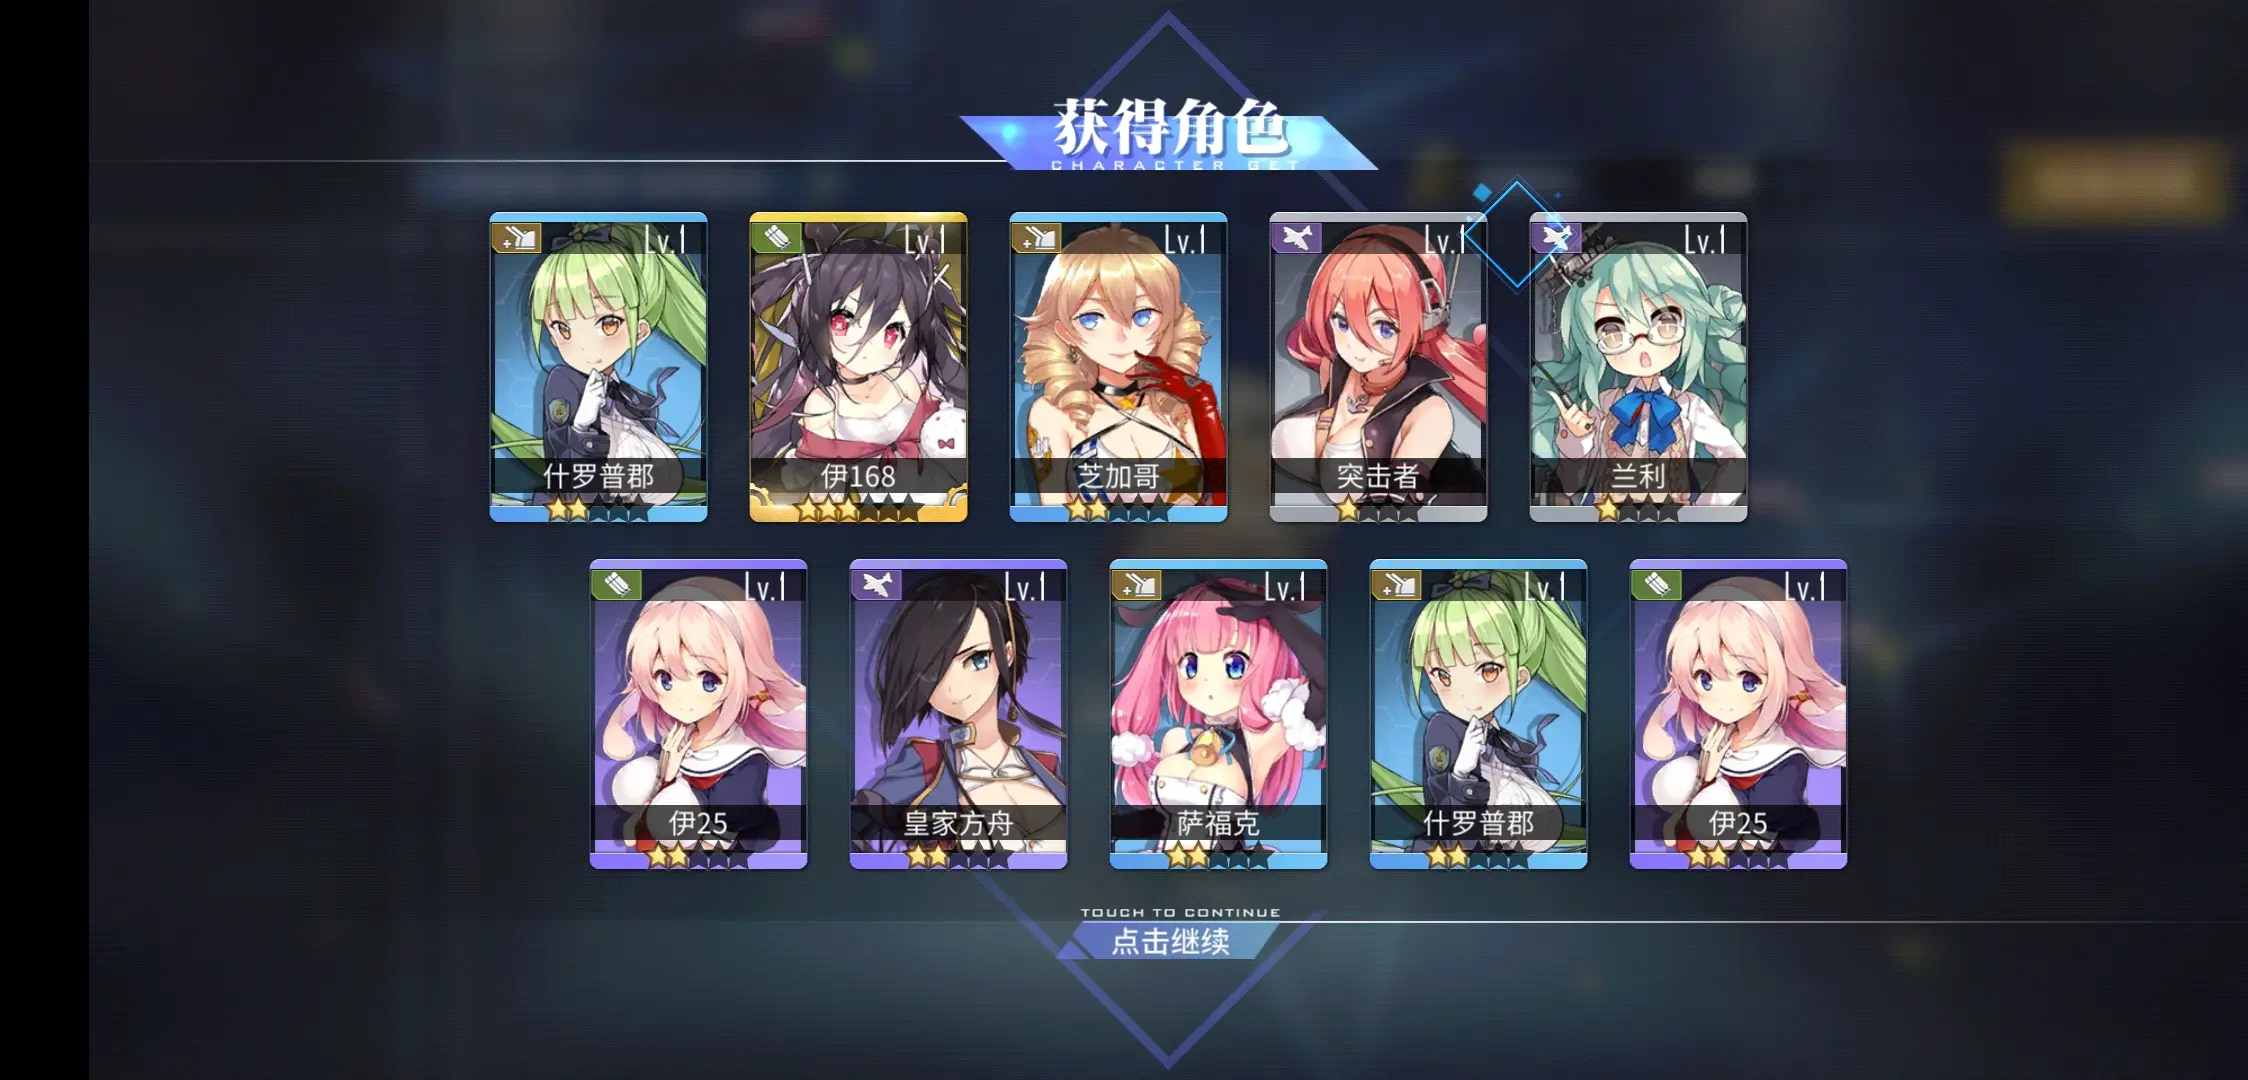 获得角色
CHARACTER GET
Lv.1
Lv.1
Lv.1
Lv.1
Lv.1
什罗普郡
伊168
芝加哥
突击者
兰利
Lv.1
Lv.1
Lv.1
Lv.1
Lv.1
伊25
皇家方舟
萨福克
什罗普郡
伊25
TOUCH TO CONTINUE
点击继续